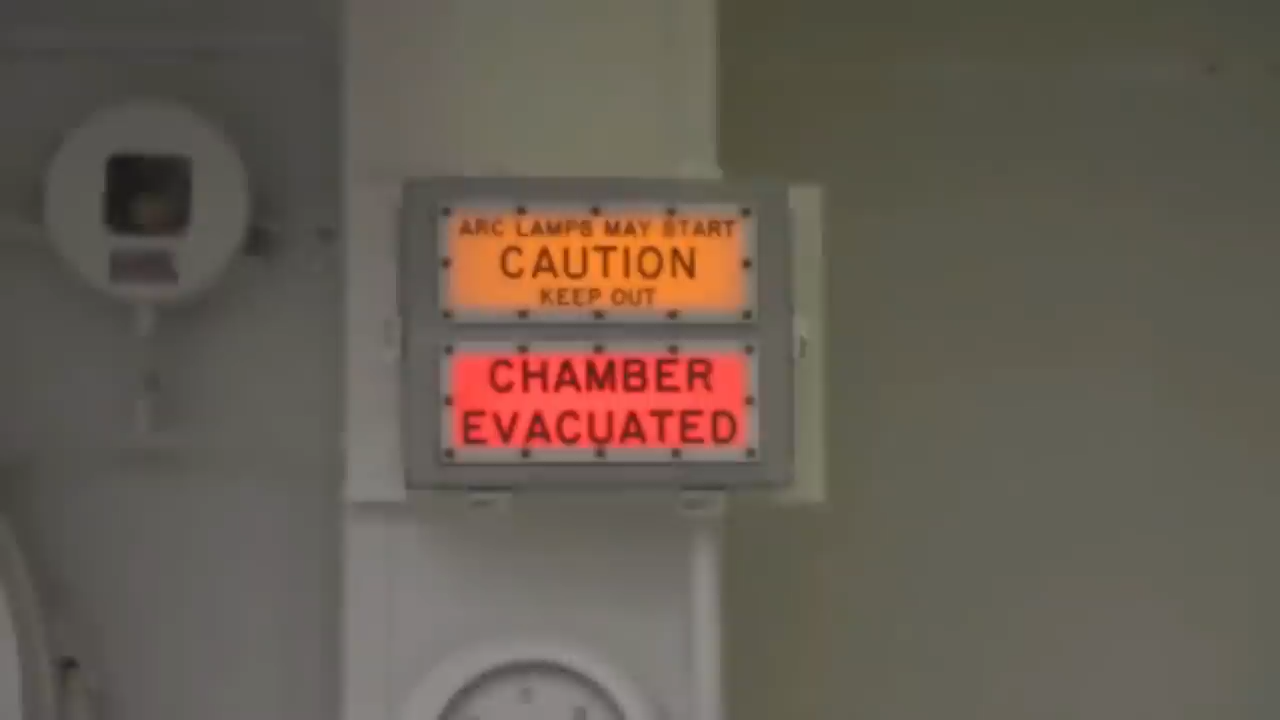 ARC LAMPS MAY START
CAUTION
KEEP OUT
CHAMBER
EVACUATED